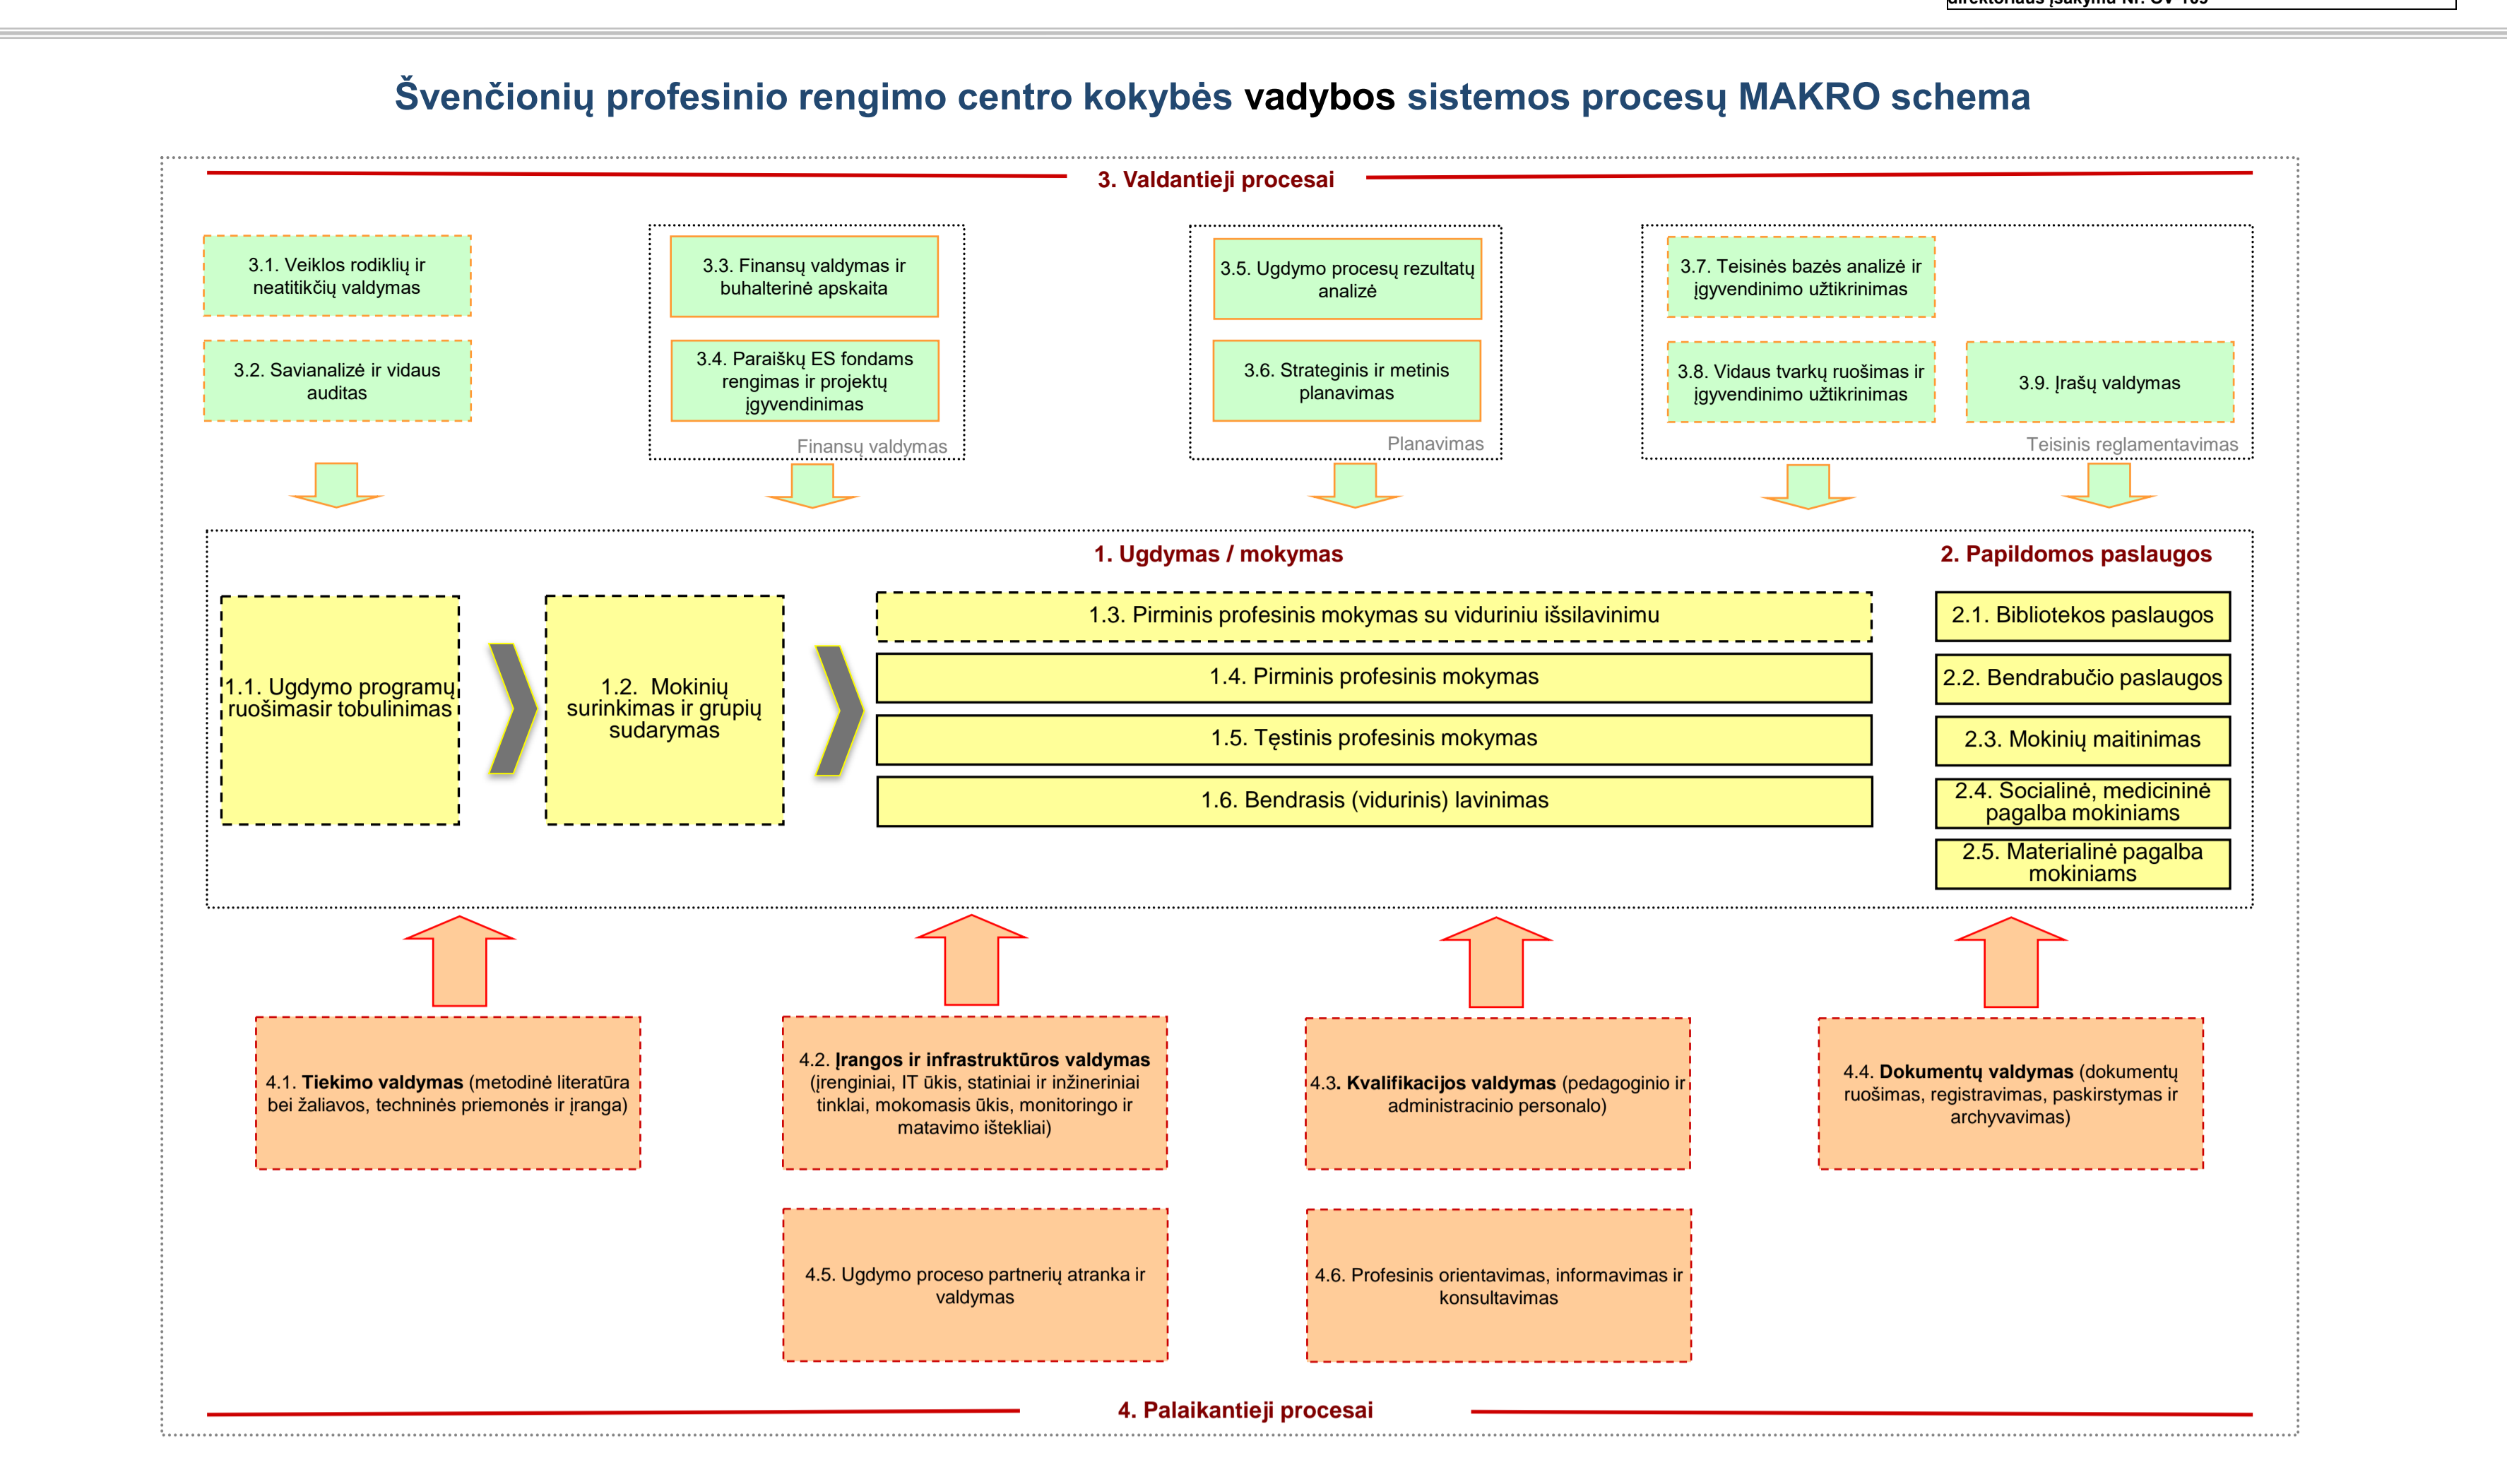 Švenčionių profesinio rengimo centro kokybės vadybos sistemos procesų MAKRO schema
3. Valdantieji procesai
3.1. Veiklos rodiklių ir
neatitikčių valdymas
3.2. Savianalizė ir vidaus
auditas
3.3. Finansų valdymas ir
buhalterinė apskaita
3.4. Paraiškų ES fondams
rengimas ir projektų
įgyvendinimas
Finansų valdymas
3.5. Ugdymo procesų rezultatų
analizė
3.6. Strateginis ir metinis
planavimas
Planavimas
3.7. Teisinės bazės analizė ir
įgyvendinimo užtikrinimas
3.8. Vidaus tvarkų ruošimas ir
įgyvendinimo užtikrinimas
3.9. Įrašų valdymas
Teisinis reglamentavimas
1. Ugdymas / mokymas
1.1. Ugdymo programų
ruošimasir tobulinimas
1.2. Mokinių
surinkimas ir grupių
sudarymas
1.3. Pirminis profesinis mokymas su viduriniu išsilavinimu
1.4. Pirminis profesinis mokymas
1.5. Tęstinis profesinis mokymas
1.6. Bendrasis (vidurinis) lavinimas
2. Papildomos paslaugos
2.1. Bibliotekos paslaugos
2.2. Bendrabučio paslaugos
2.3. Mokinių maitinimas
2.4. Socialinė, medicininė
pagalba mokiniams
2.5. Materialinė pagalba
mokiniams
4.1. Tiekimo valdymas (metodinė literatūra
bei žaliavos, techninės priemonės ir įranga)
4.2. Įrangos ir infrastruktūros valdymas
(įrenginiai, IT ūkis, statiniai ir inžineriniai
tinklai, mokomasis ūkis, monitoringo ir
matavimo ištekliai)
4.3. Kvalifikacijos valdymas (pedagoginio ir
administracinio personalo)
4.4. Dokumentų valdymas (dokumentų
ruošimas, registravimas, paskirstymas ir
archyvavimas)
4.5. Ugdymo proceso partnerių atranka ir
valdymas
4.6. Profesinis orientavimas, informavimas ir
konsultavimas
4. Palaikantieji procesai